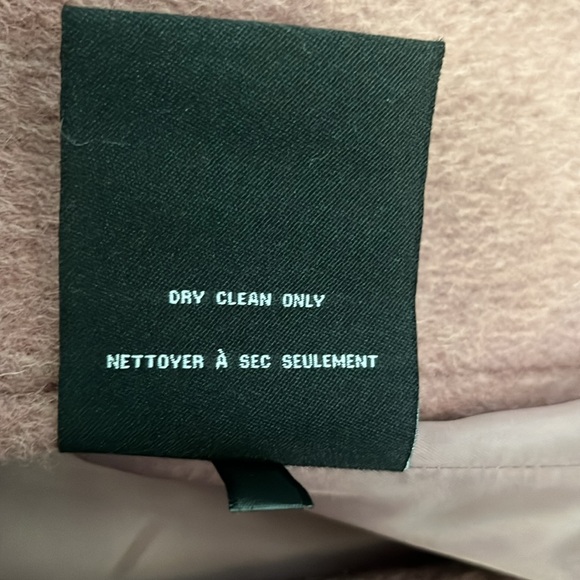 DRY CLEAN ONLY
NETTOYER À SEC SEULEMENT